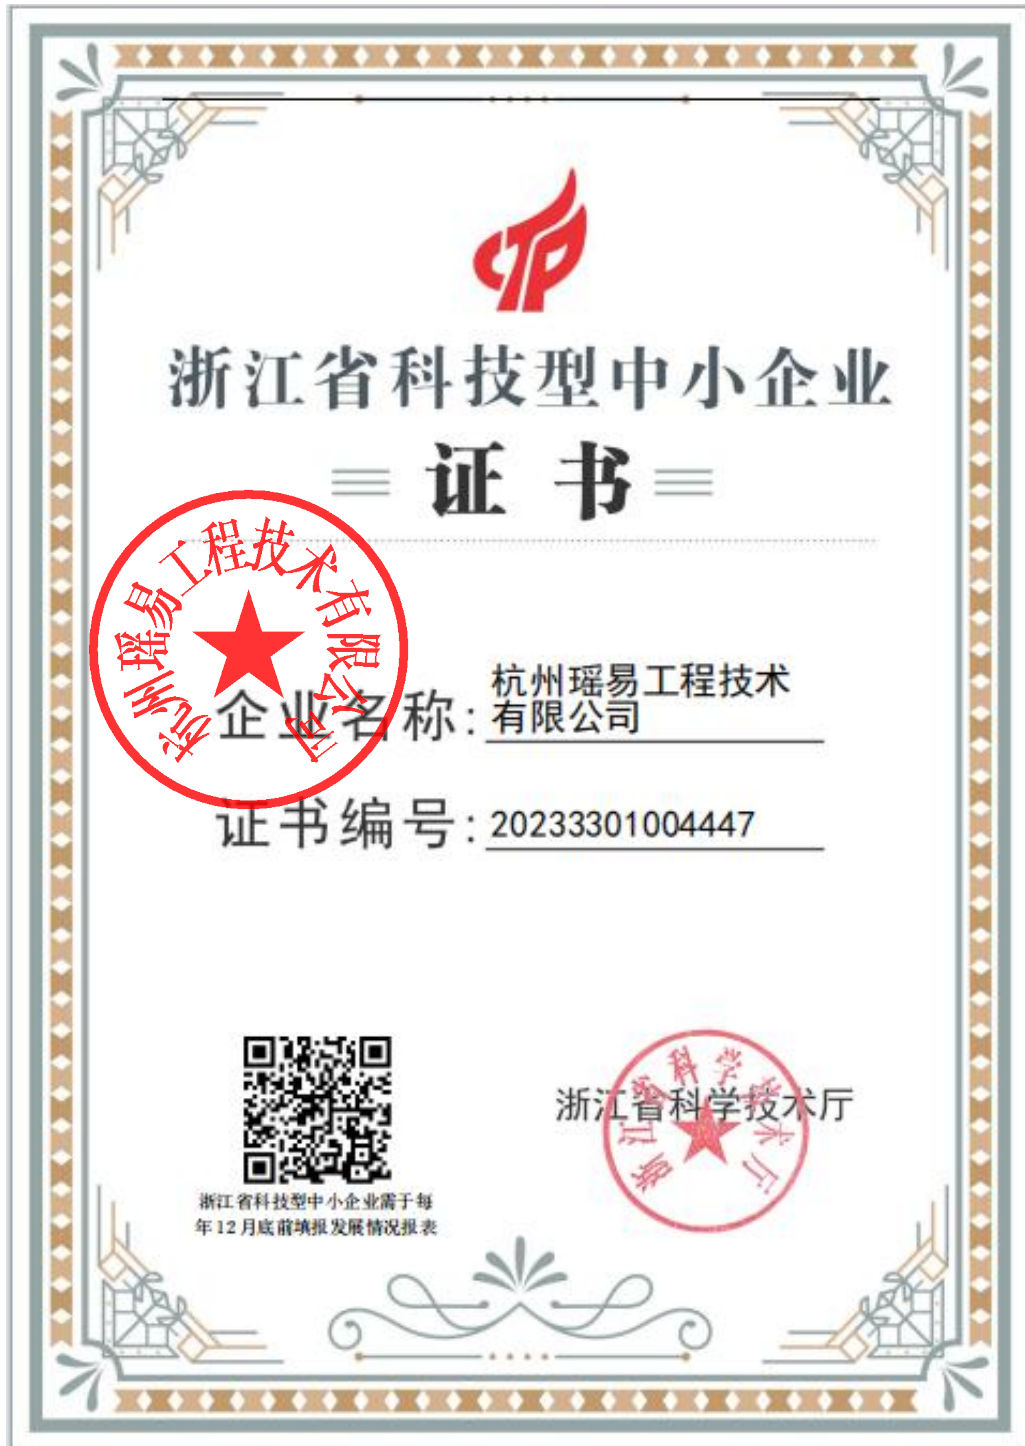 浙江省科技型中小企业
证书
杭州瑶易工程技术有限公司
企业名称:
杭州瑶易工程技术
有限公司
证书编号:
20233301004447
浙江省科学技术厅
浙江省科学技术厅
浙江省科技型中小企业需于每
年12月底前填报发展情况报表